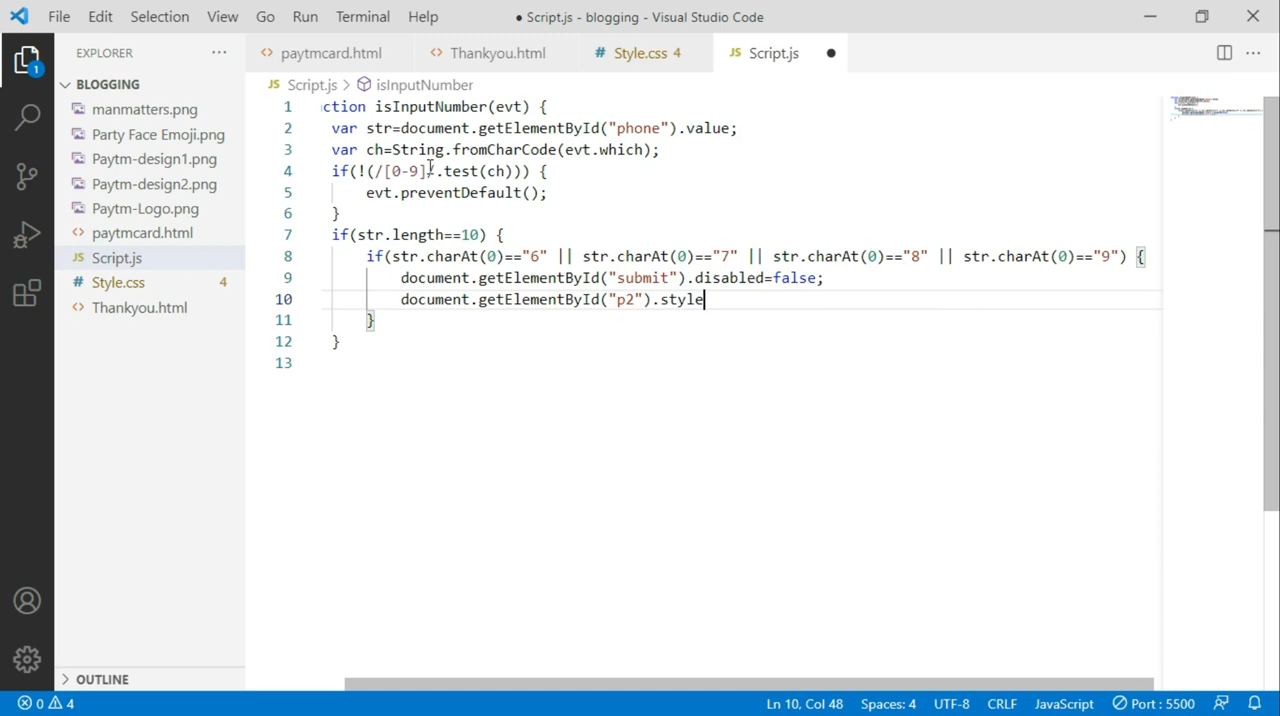 File Edit Selection View Go Run Terminal Help
● Script.js - blogging - Visual Studio Code
EXPLORER
paytmcard.html
Thankyou.html
# Style.css 4
JS Script.js ●
BLOGGING
JS Script.js > isInputNumber
manmatters.png
Party Face Emoji.png
Paytm-design1.png
Paytm-design2.png
Paytm-Logo.png
paytmcard.html
JS Script.js
# Style.css 4
Thankyou.html
1
1 ction isInputNumber(evt) {
2 var str=document.getElementById("phone").value;
3 var ch=String.fromCharCode(evt.which);
4 if(!(/[0-9]/.test(ch))) {
5 evt.preventDefault();
6 }
7 if(str.length==10) {
8 if(str.charAt(0)=="6" || str.charAt(0)=="7" || str.charAt(0)=="8" || str.charAt(0)=="9") {
9 document.getElementById("submit").disabled=false;
10 document.getElementById("p2").style
11 }
12 }
13
OUTLINE
0 4
Ln 10, Col 48 Spaces: 4 UTF-8 CRLF JavaScript Port : 5500